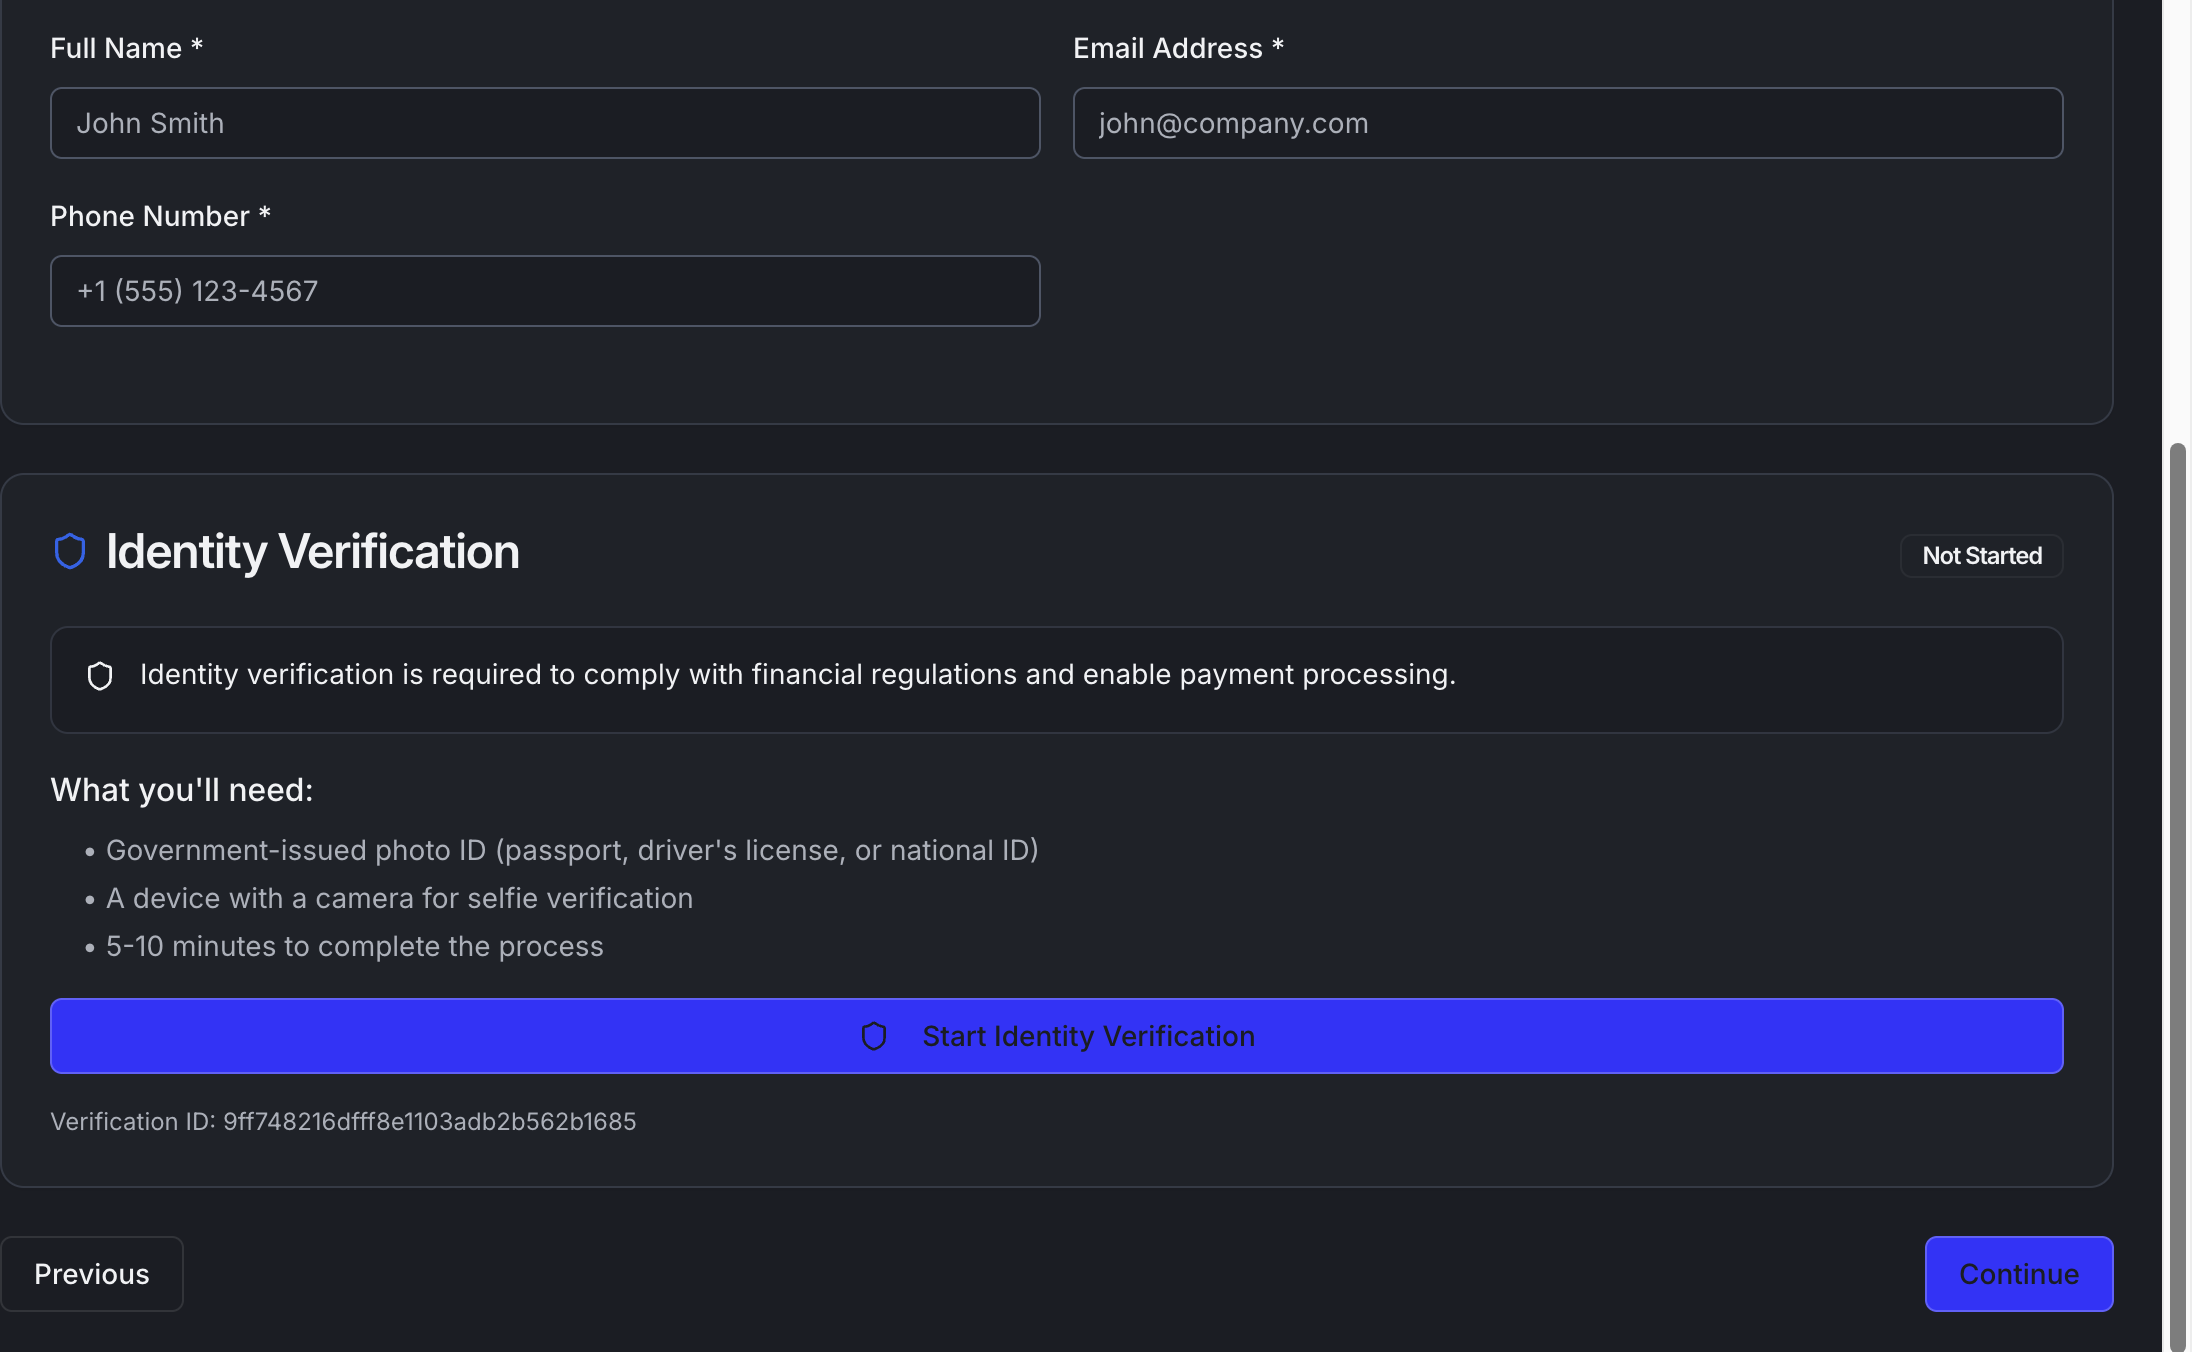 Full Name *
Email Address *
John Smith
john@company.com
Phone Number *
+1 (555) 123-4567
Identity Verification
Not Started
Identity verification is required to comply with financial regulations and enable payment processing.
What you'll need:
• Government-issued photo ID (passport, driver's license, or national ID)
• A device with a camera for selfie verification
• 5-10 minutes to complete the process
Start Identity Verification
Verification ID: 9ff748216dfff8e1103adb2b562b1685
Previous
Continue